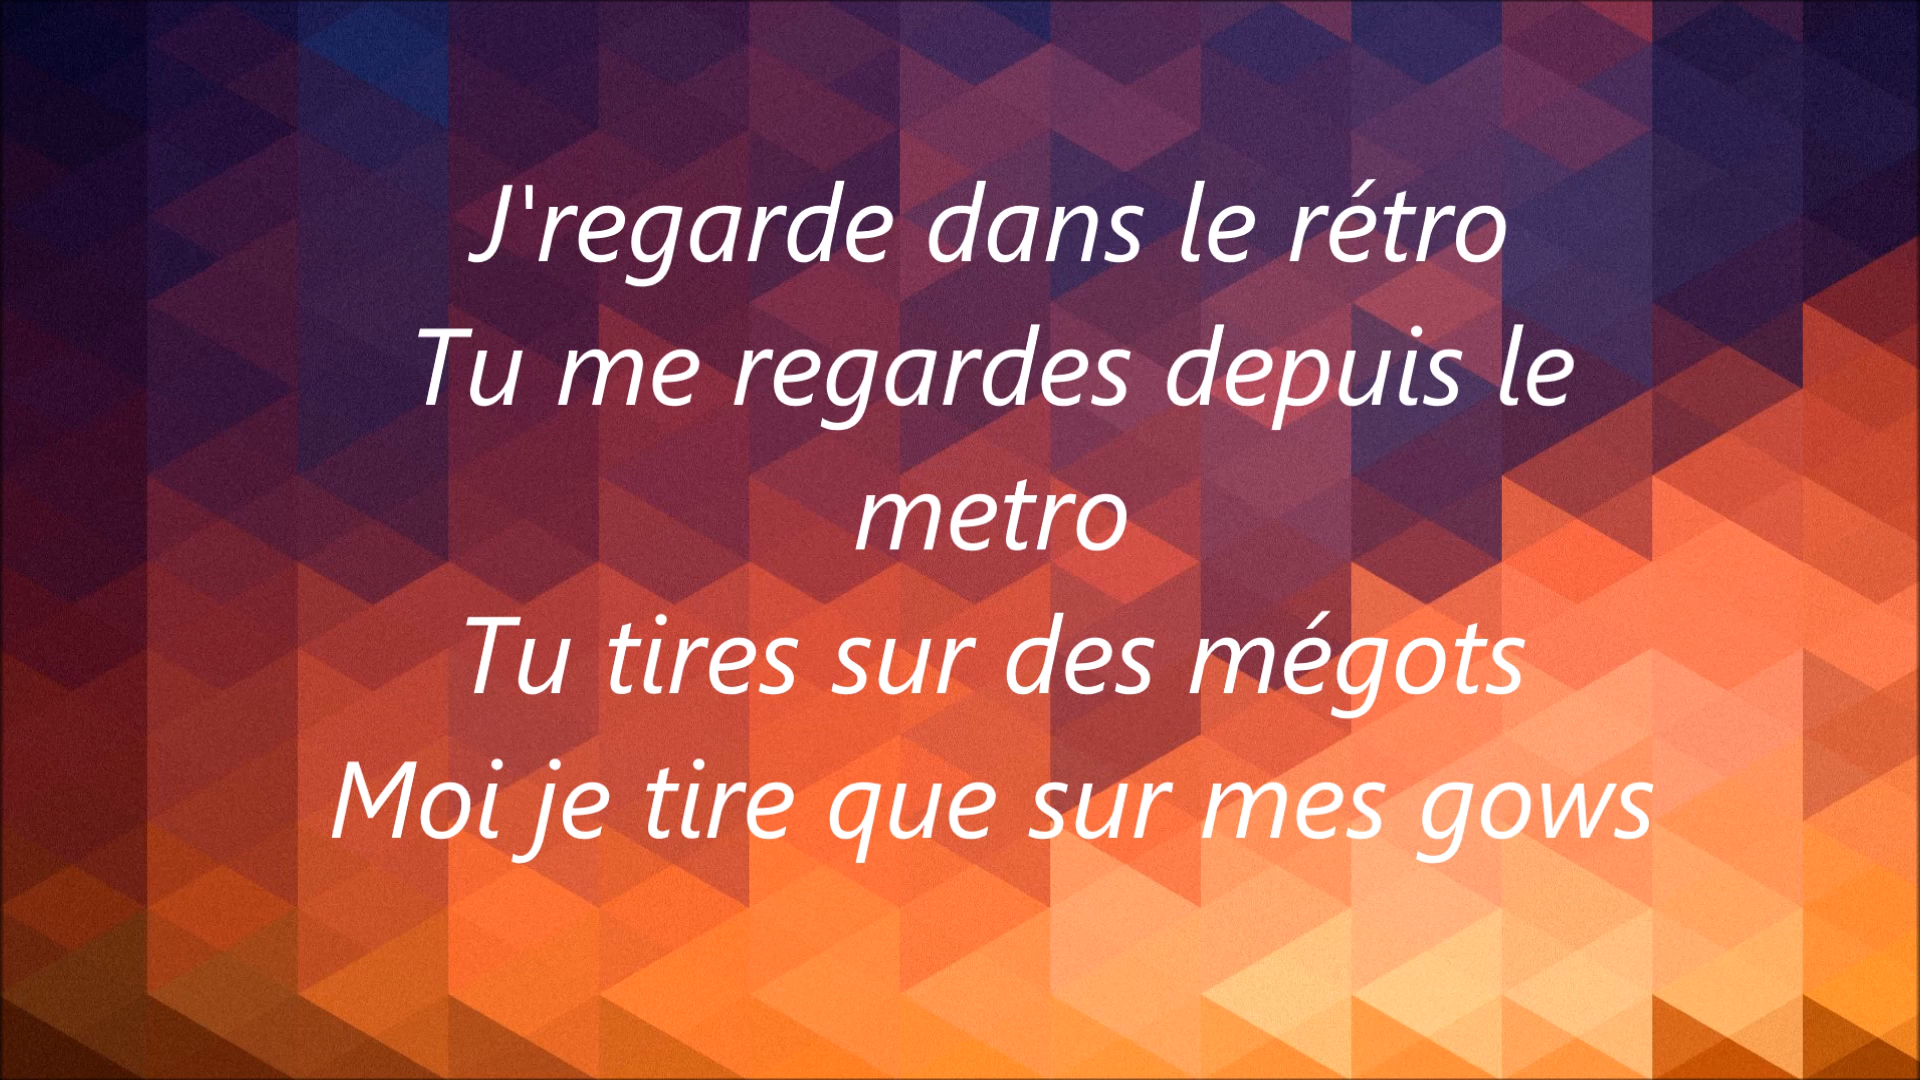 J'regarde dans le rétro
Tu me regardes depuis le
metro
Tu tires sur des mégots
Moi je tire que sur mes gows